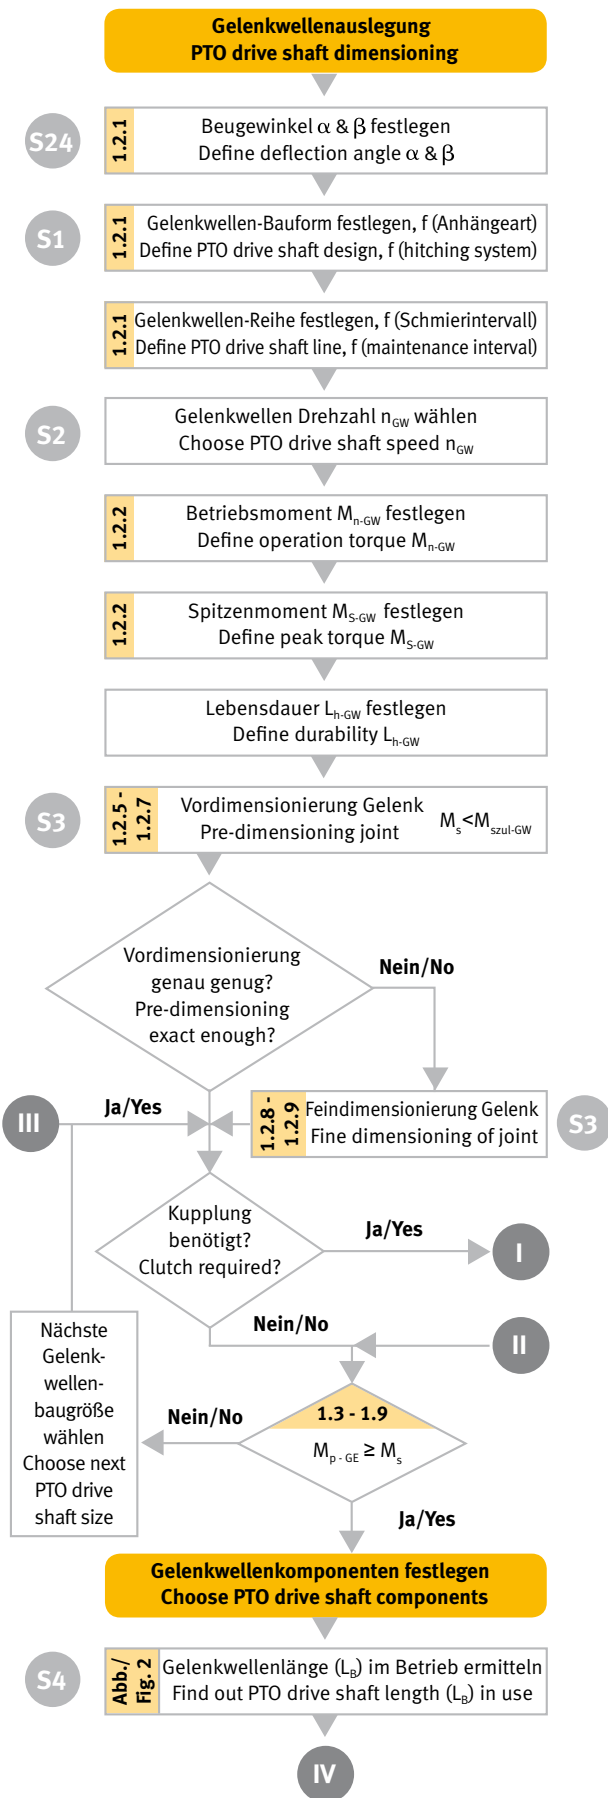 Gelenkwellenauslegung
PTO drive shaft dimensioning
S24
1.2.1
Beugewinkel α & β festlegen
Define deflection angle α & β
S1
1.2.1
Gelenkwellen-Bauform festlegen, f (Anhängeart)
Define PTO drive shaft design, f (hitching system)
1.2.1
Gelenkwellen-Reihe festlegen, f (Schmierintervall)
Define PTO drive shaft line, f (maintenance interval)
S2
Gelenkwellen Drehzahl nGW wählen
Choose PTO drive shaft speed nGW
1.2.2
Betriebsmoment Mn-GW festlegen
Define operation torque Mn-GW
1.2.2
Spitzenmoment MS-GW festlegen
Define peak torque MS-GW
Lebensdauer Lh-GW festlegen
Define durability Lh-GW
S3
1.2.5 -
1.2.7
Vordimensionierung Gelenk
Pre-dimensioning joint
Ms<Mszul-GW
Vordimensionierung
genau genug?
Pre-dimensioning
exact enough?
Nein/No
III
Ja/Yes
1.2.8 -
1.2.9
Feindimensionierung Gelenk
Fine dimensioning of joint
S3
Kupplung
benötigt?
Clutch required?
Ja/Yes
I
Nein/No
II
Nächste
Gelenk-
wellen-
baugröße
wählen
Choose next
PTO drive
shaft size
Nein/No
1.3 - 1.9
Mp - GE ≥ Ms
Ja/Yes
Gelenkwellenkomponenten festlegen
Choose PTO drive shaft components
S4
Abb./
Fig. 2
Gelenkwellenlänge (LB) im Betrieb ermitteln
Find out PTO drive shaft length (LB) in use
IV